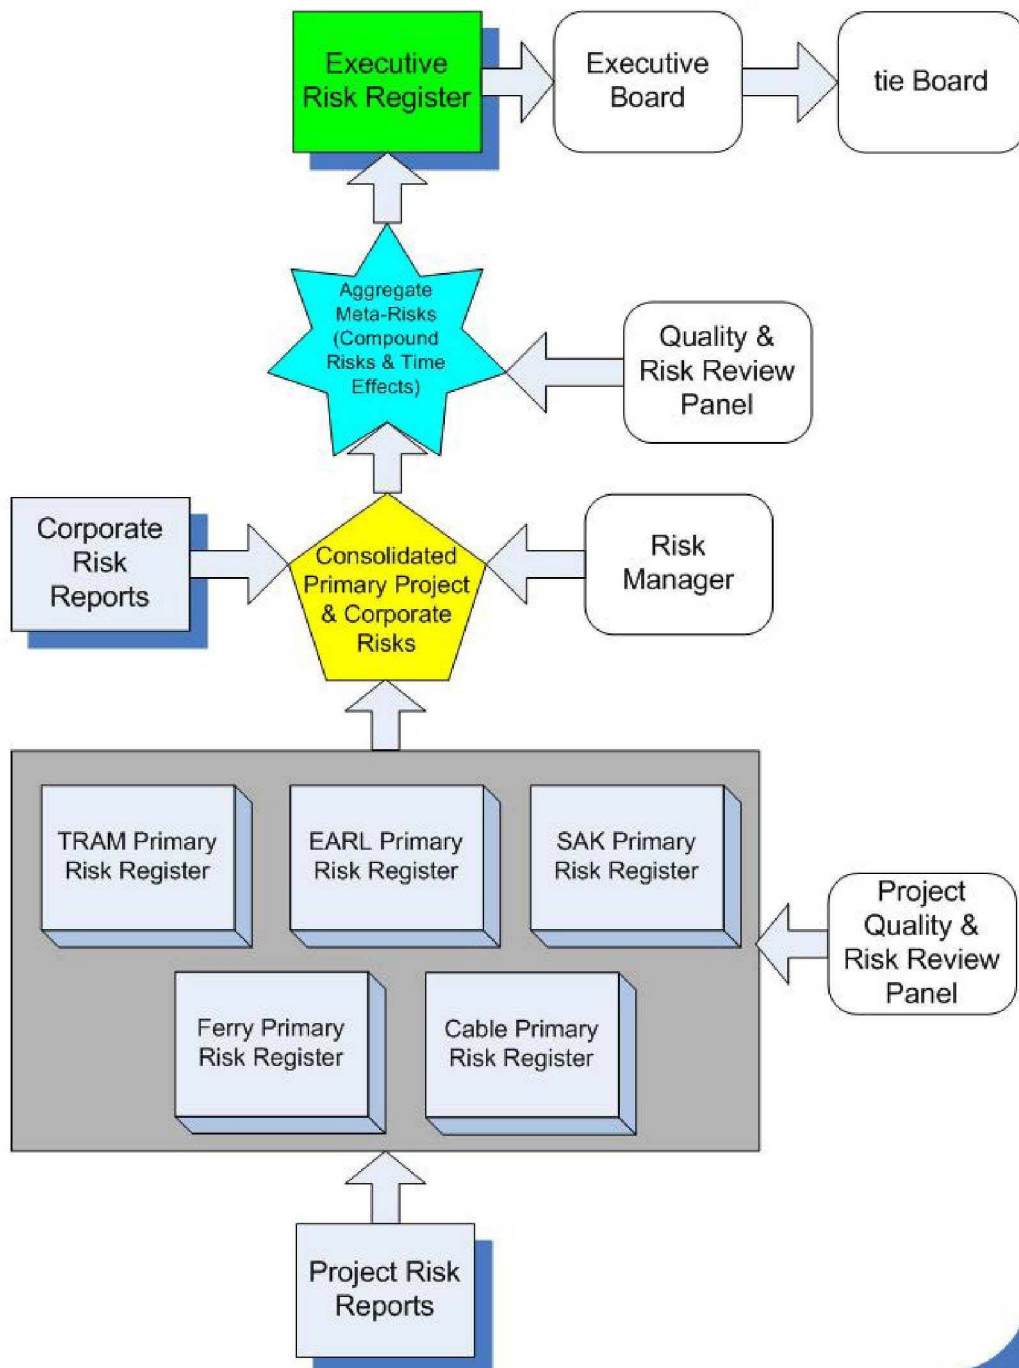 Executive
Risk Register
Executive
Board
tie Board
Aggregate
Meta-Risks
(Compound
Risks & Time
Effects)
Quality &
Risk Review
Panel
Corporate
Risk
Reports
Consolidated
Primary Project
& Corporate
Risks
Risk
Manager
TRAM Primary
Risk Register
EARL Primary
Risk Register
SAK Primary
Risk Register
Project
Quality &
Risk Review
Panel
Ferry Primary
Risk Register
Cable Primary
Risk Register
Project Risk
Reports